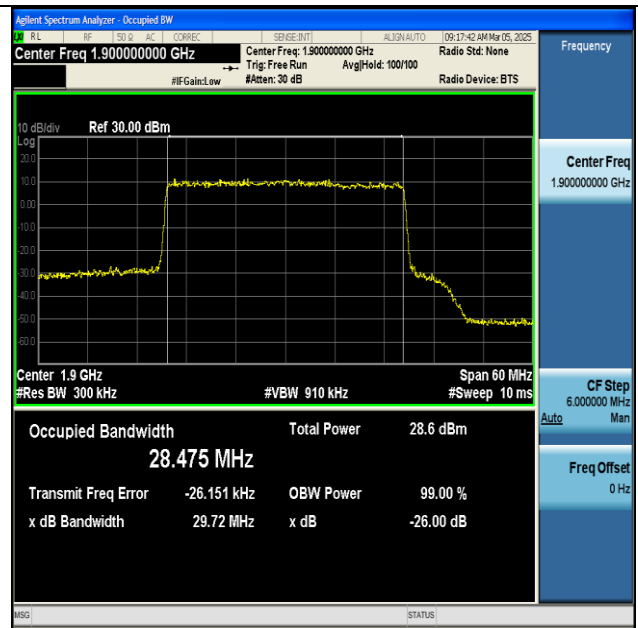 Agilent Spectrum Analyzer - Occupied BW
LXI RL RF 50 Ω AC CORREC SENSE:INT ALIGN AUTO 09:17:42 AM Mar 05, 2025
Center Freq 1.900000000 GHz
Center Freq: 1.900000000 GHz
Radio Std: None
Trig: Free Run Avg|Hold: 100/100
#IFGain:Low #Atten: 30 dB
Radio Device: BTS
Frequency
10 dB/div Ref 30.00 dBm
Log
20.0
10.0
0.00
-10.0
-20.0
-30.0
-40.0
-50.0
-60.0
Center Freq
1.900000000 GHz
Center 1.9 GHz Span 60 MHz
#Res BW 300 kHz #VBW 910 kHz #Sweep 10 ms
CF Step
6.000000 MHz
Auto Man
Occupied Bandwidth Total Power 28.6 dBm
28.475 MHz
Freq Offset
0 Hz
Transmit Freq Error -26.151 kHz OBW Power 99.00 %
x dB Bandwidth 29.72 MHz x dB -26.00 dB
MSG STATUS